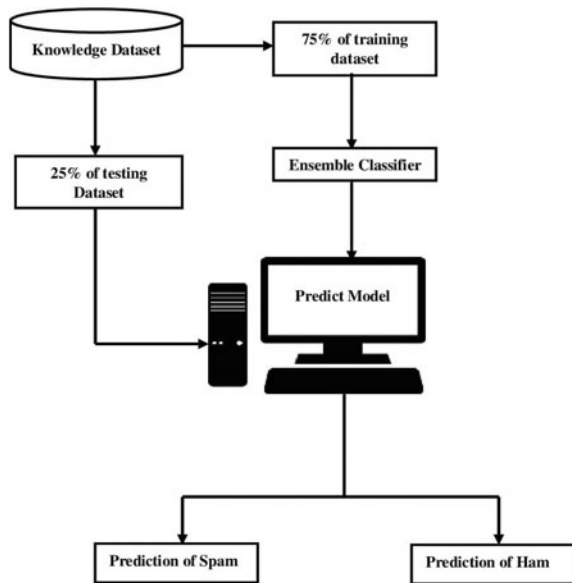 Knowledge Dataset
75% of training
dataset
25% of testing
Dataset
Ensemble Classifier
Predict Model
Prediction of Spam
Prediction of Ham